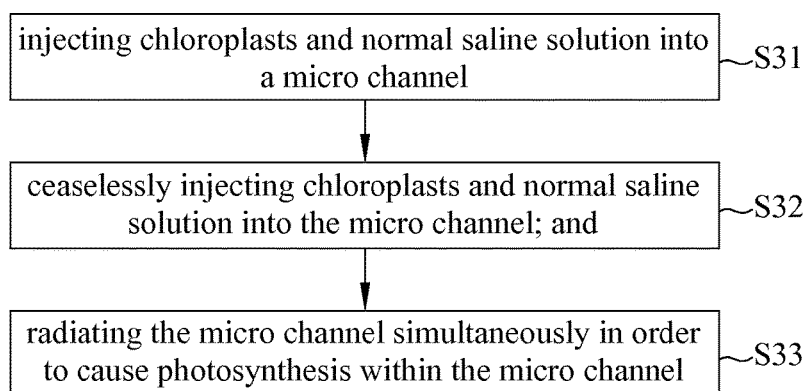 injecting chloroplasts and normal saline solution into
a micro channel
S31
ceaselessly injecting chloroplasts and normal saline
solution into the micro channel; and
S32
radiating the micro channel simultaneously in order
to cause photosynthesis within the micro channel
S33